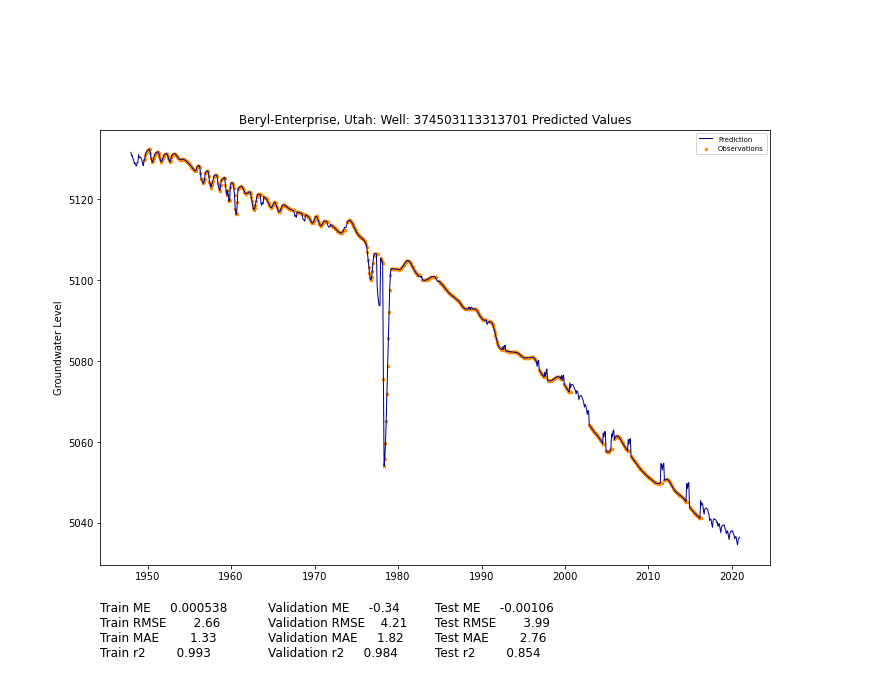 Beryl-Enterprise, Utah: Well: 374503113313701 Predicted Values
Prediction
Observations
Groundwater Level
5120
5100
5080
5060
5040
1950 1960 1970 1980 1990 2000 2010 2020
Train ME 0.000538 Validation ME -0.34 Test ME -0.00106
Train RMSE 2.66 Validation RMSE 4.21 Test RMSE 3.99
Train MAE 1.33 Validation MAE 1.82 Test MAE 2.76
Train r2 0.993 Validation r2 0.984 Test r2 0.854